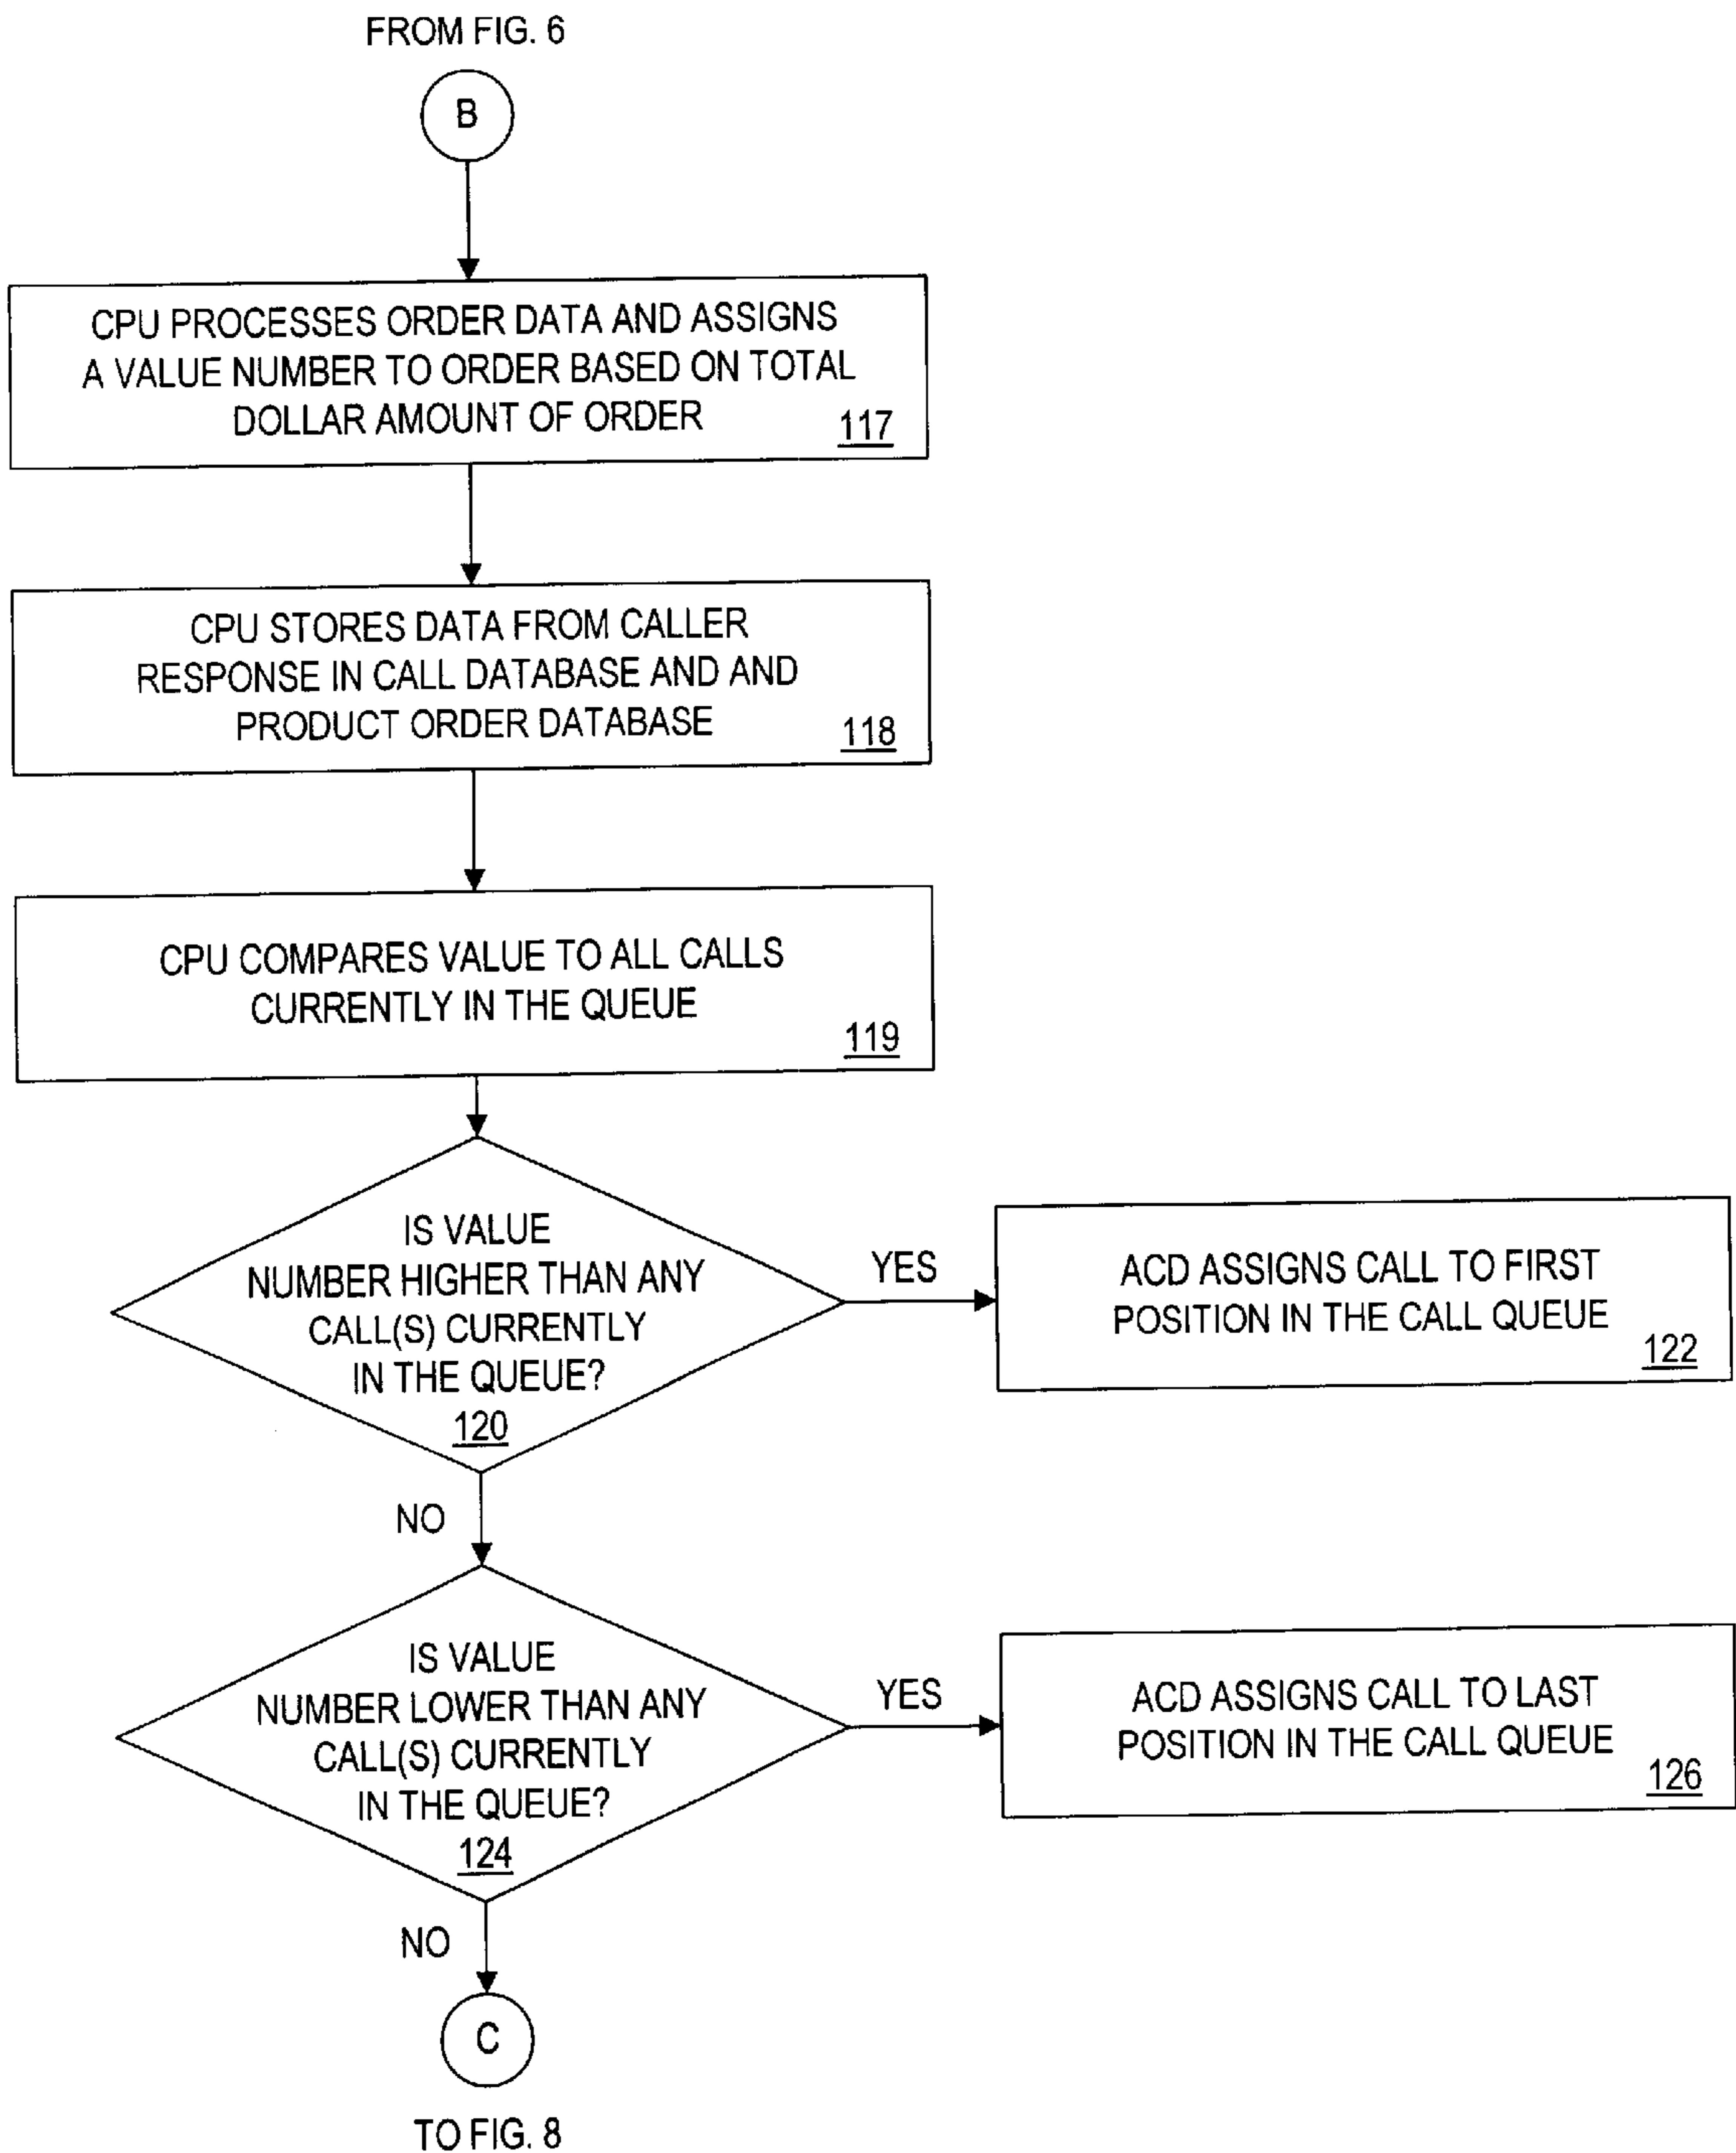 FROM FIG. 6
B
CPU PROCESSES ORDER DATA AND ASSIGNS
A VALUE NUMBER TO ORDER BASED ON TOTAL
DOLLAR AMOUNT OF ORDER
117
CPU STORES DATA FROM CALLER
RESPONSE IN CALL DATABASE AND AND
PRODUCT ORDER DATABASE
118
CPU COMPARES VALUE TO ALL CALLS
CURRENTLY IN THE QUEUE
119
IS VALUE
NUMBER HIGHER THAN ANY
CALL(S) CURRENTLY
IN THE QUEUE?
120
YES
ACD ASSIGNS CALL TO FIRST
POSITION IN THE CALL QUEUE
122
NO
IS VALUE
NUMBER LOWER THAN ANY
CALL(S) CURRENTLY
IN THE QUEUE?
124
YES
ACD ASSIGNS CALL TO LAST
POSITION IN THE CALL QUEUE
126
NO
C
TO FIG. 8